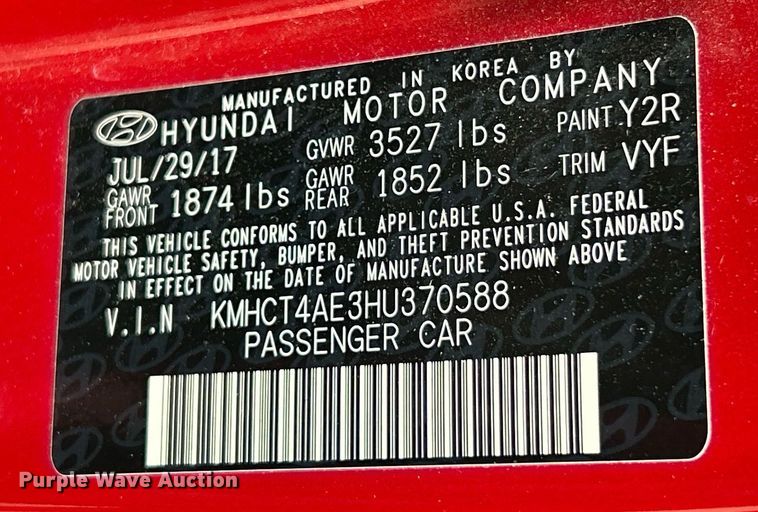 MANUFACTURED IN KOREA BY
HYUNDAI MOTOR COMPANY
JUL/29/17 GVWR 3527 lbs PAINT Y2R
GAWR FRONT 1874 lbs GAWR REAR 1852 lbs TRIM VYF
THIS VEHICLE CONFORMS TO ALL APPLICABLE U.S.A. FEDERAL
MOTOR VEHICLE SAFETY, BUMPER, AND THEFT PREVENTION STANDARDS
IN EFFECT ON THE DATE OF MANUFACTURE SHOWN ABOVE
V.I.N KMHCT4AE3HU370588
PASSENGER CAR
Purple Wave Auction